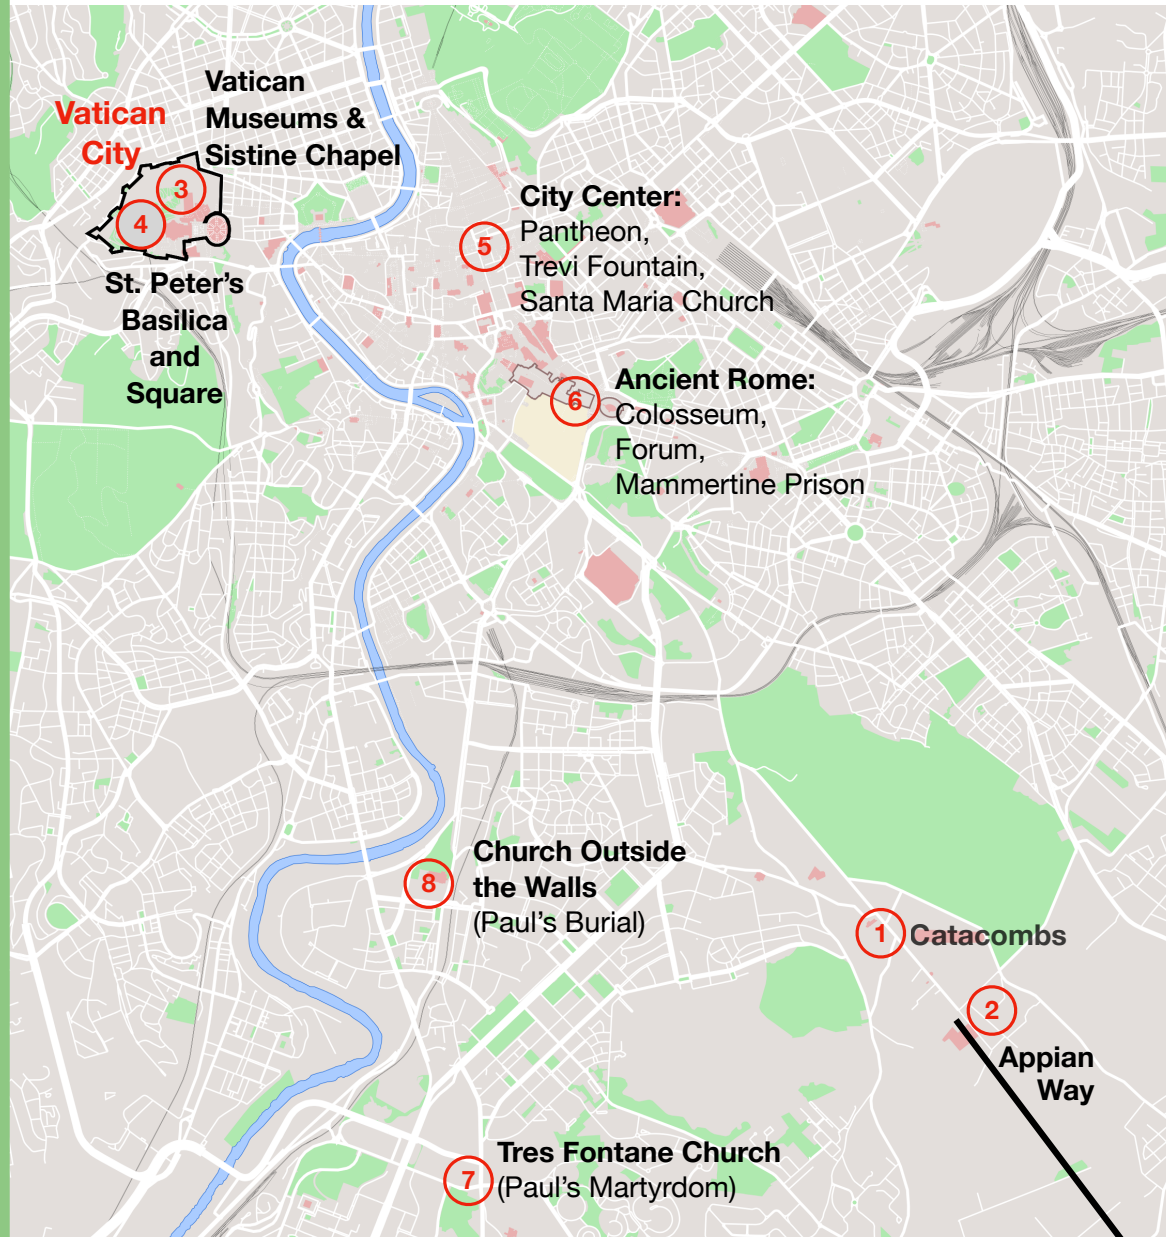 Vatican
City
Vatican
Museums &
Sistine Chapel
3
4
St. Peter's
Basilica
and
Square
5
City Center:
Pantheon,
Trevi Fountain,
Santa Maria Church
6
Ancient Rome:
Colosseum,
Forum,
Mammertine Prison
8
Church Outside
the Walls
(Paul's Burial)
1
Catacombs
2
Appian
Way
7
Tres Fontane Church
(Paul's Martyrdom)